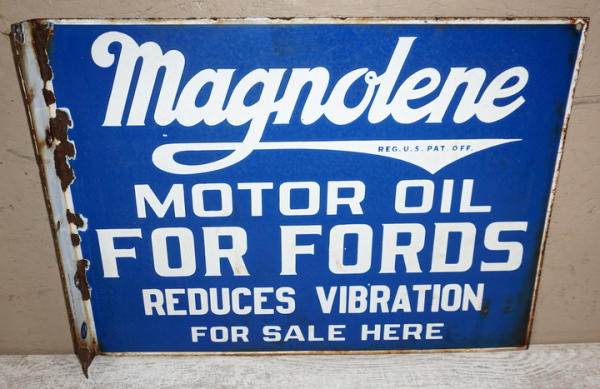 Magnolene
REG. U.S. PAT. OFF.
MOTOR OIL
FOR FORDS
REDUCES VIBRATION
FOR SALE HERE